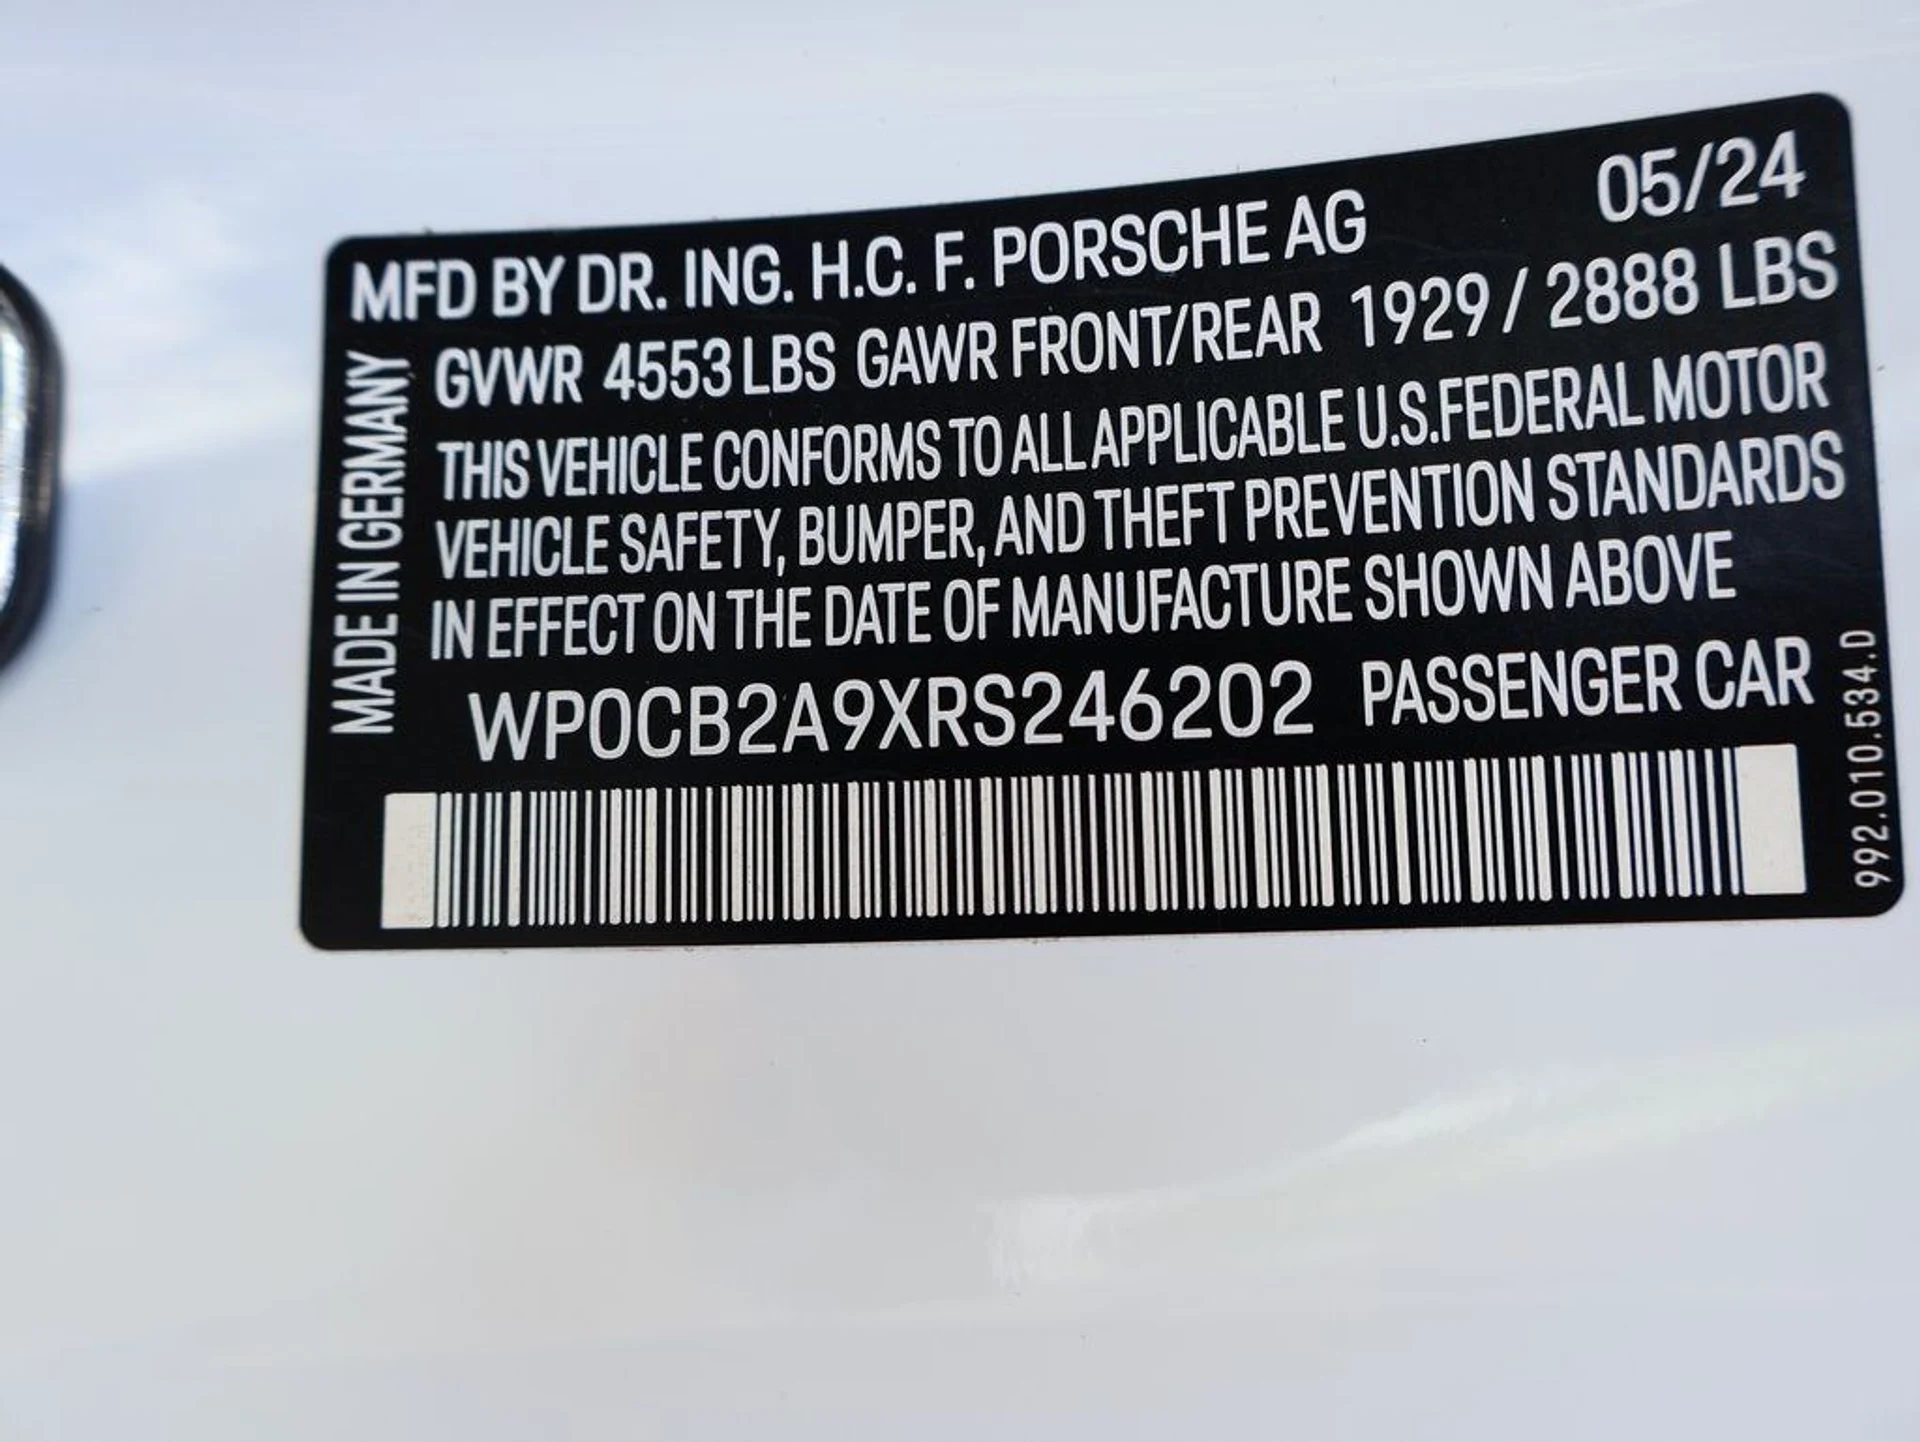 MFD BY DR. ING. H.C. F. PORSCHE AG 05/24
GVWR 4553 LBS GAWR FRONT/REAR 1929 / 2888 LBS
THIS VEHICLE CONFORMS TO ALL APPLICABLE U.S.FEDERAL MOTOR
VEHICLE SAFETY, BUMPER, AND THEFT PREVENTION STANDARDS
IN EFFECT ON THE DATE OF MANUFACTURE SHOWN ABOVE
WP0CB2A9XRS246202 PASSENGER CAR
MADE IN GERMANY
992.010.534.D